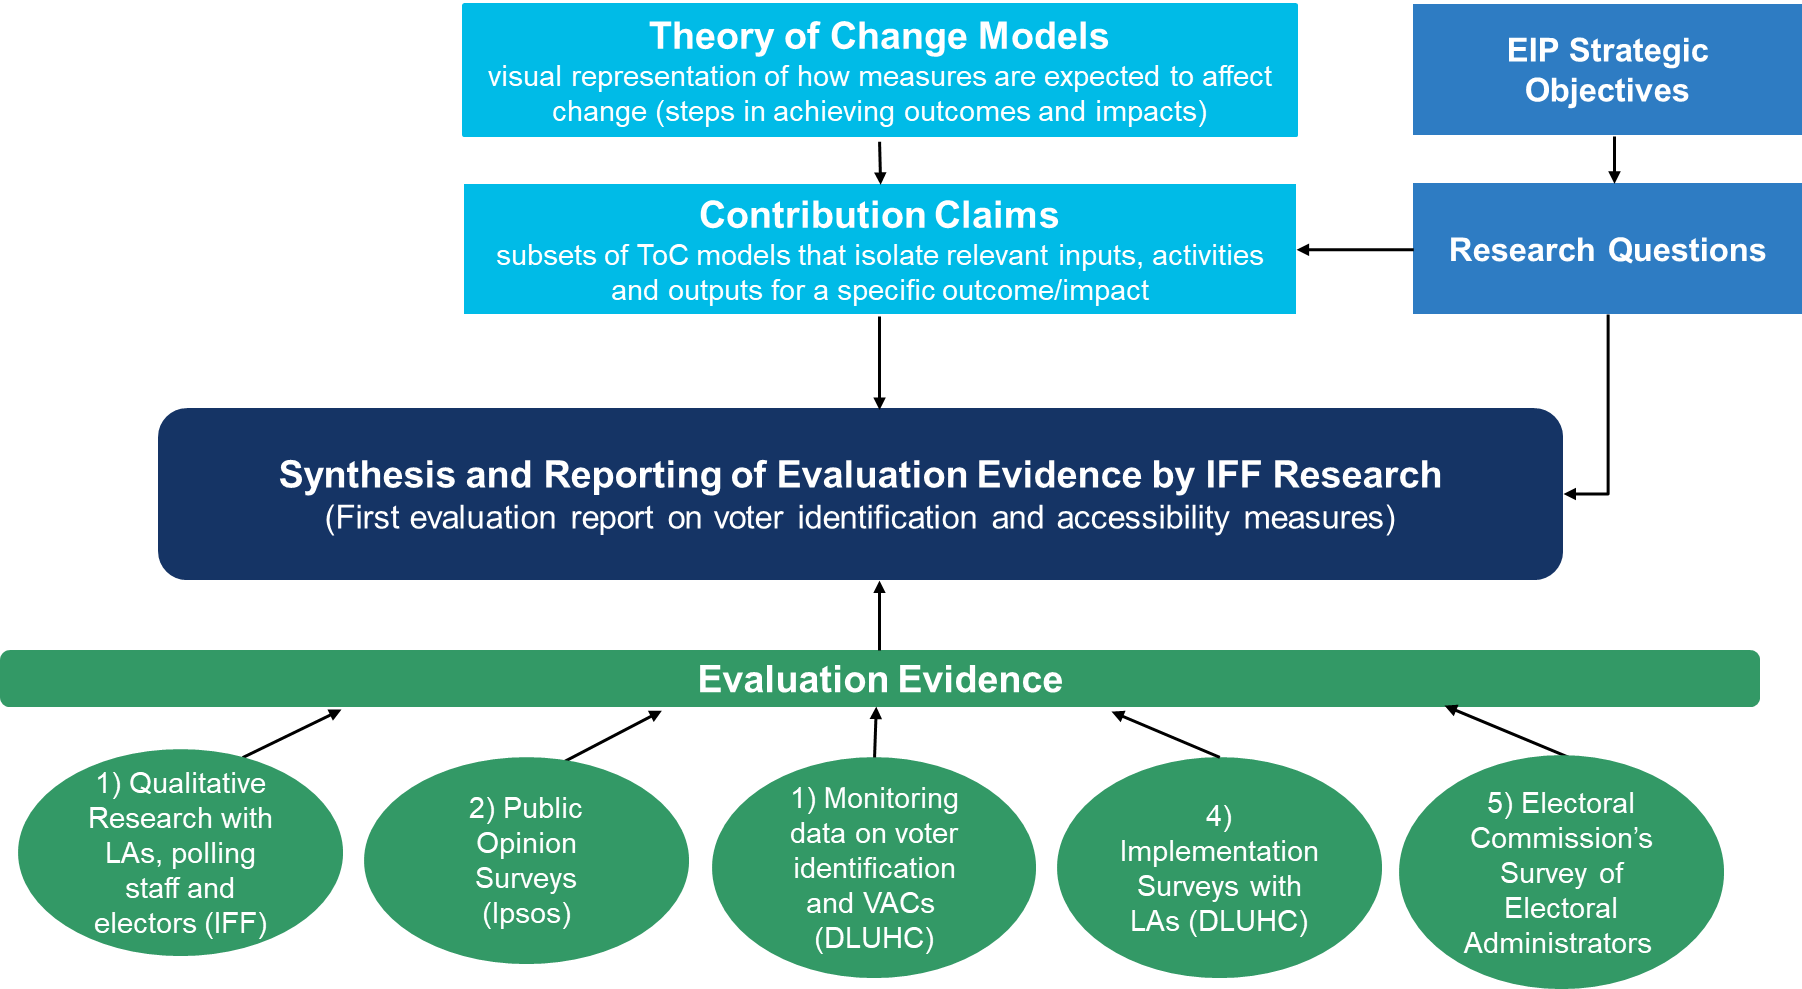 Theory of Change Models
visual representation of how measures are expected to affect
change (steps in achieving outcomes and impacts)
EIP Strategic
Objectives
Contribution Claims
subsets of ToC models that isolate relevant inputs, activities
and outputs for a specific outcome/impact
Research Questions
Synthesis and Reporting of Evaluation Evidence by IFF Research
(First evaluation report on voter identification and accessibility measures)
Evaluation Evidence
1) Qualitative
Research with
LAs, polling
staff and
electors (IFF)
2) Public
Opinion
Surveys
(Ipsos)
1) Monitoring
data on voter
identification
and VACs
(DLUHC)
4)
Implementation
Surveys with
LAs (DLUHC)
5) Electoral
Commission’s
Survey of
Electoral
Administrators